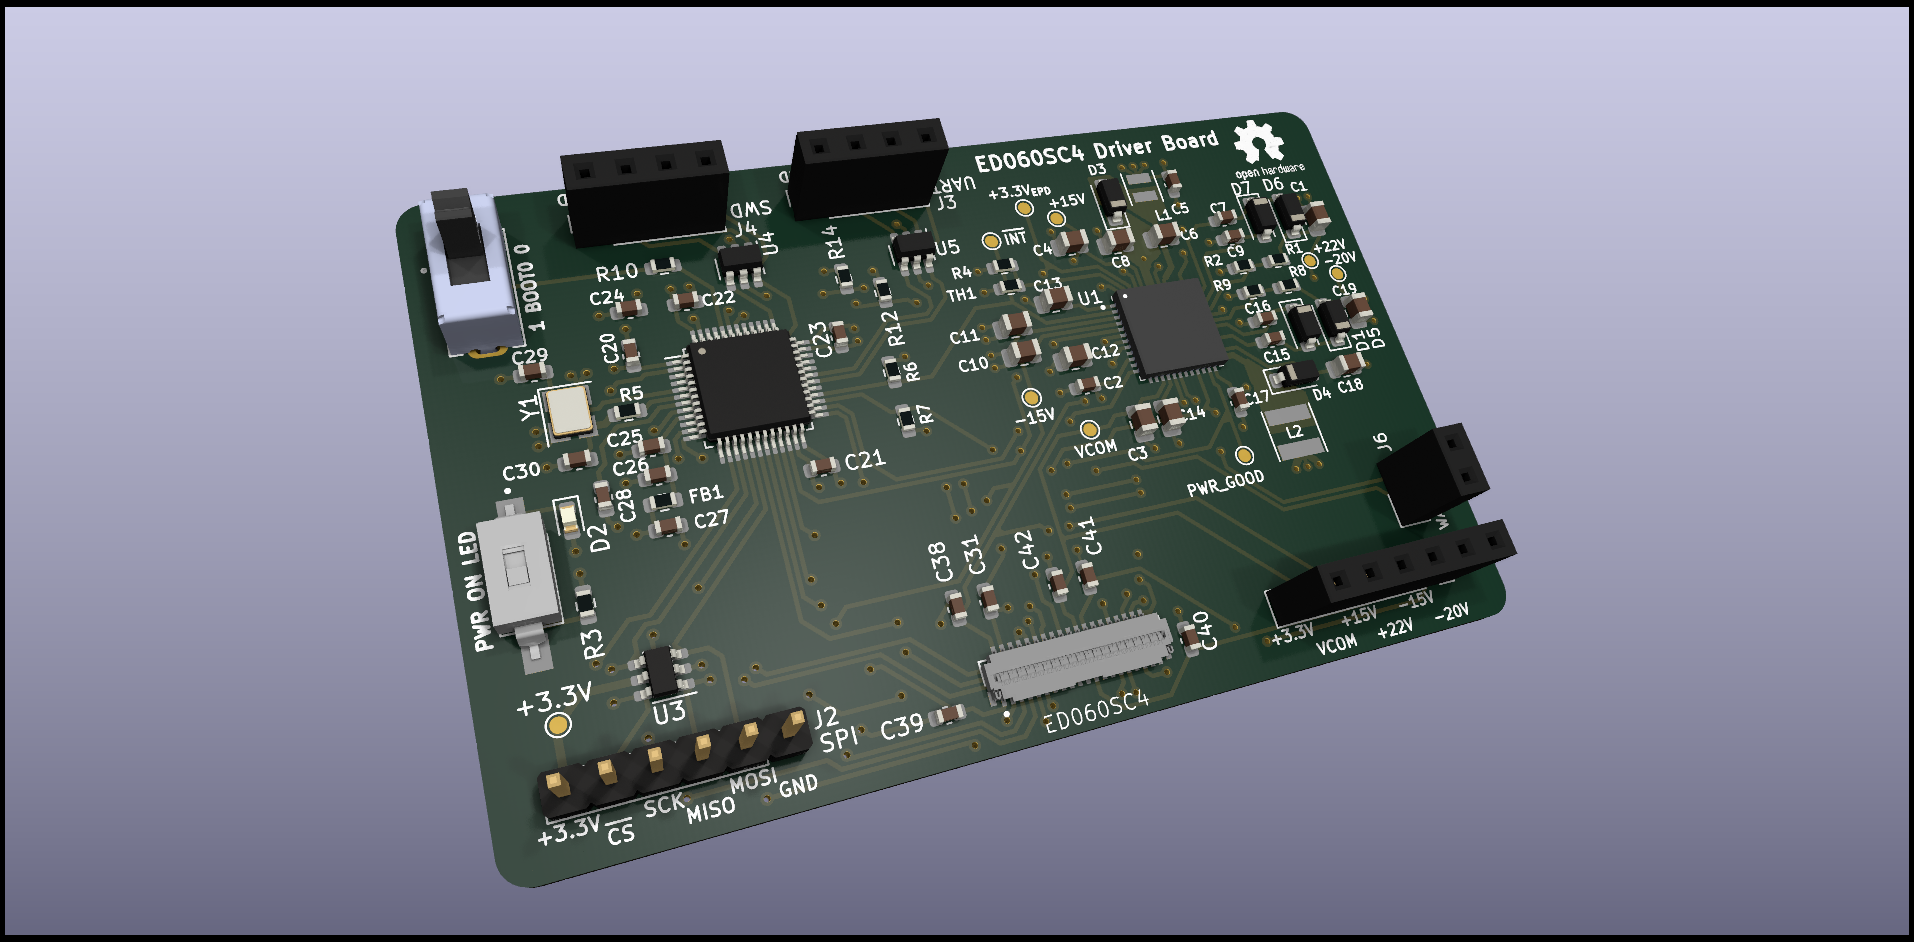 ED060SC4 Driver Board
open hardware
D3
+3.3VEPD
+15V
INT
L1
C5
C6
C4
C8
C7
C9
D7
D6
C1
R2
R1
+22V
-20V
R8
R9
C19
C16
C15
D1
D5
D4
C18
C17
L2
SWD
J4
U4
UART
J3
U5
R14
R12
R4
TH1
C13
U1
C11
C10
C12
C2
-15V
VCOM
C3
C14
PWR_GOOD
J6
1 BOOT0 0
R10
C24
C22
C20
C23
C29
Y1
R5
R6
R7
C25
C26
C30
C28
FB1
C27
C21
D2
PWR ON LED
R3
+3.3V
U3
C38
C31
C42
C41
C40
C39
ED060SC4
J2
SPI
+3.3V
CS
SCK
MISO
MOSI
GND
+3.3V
VCOM
+15V
+22V
-15V
-20V